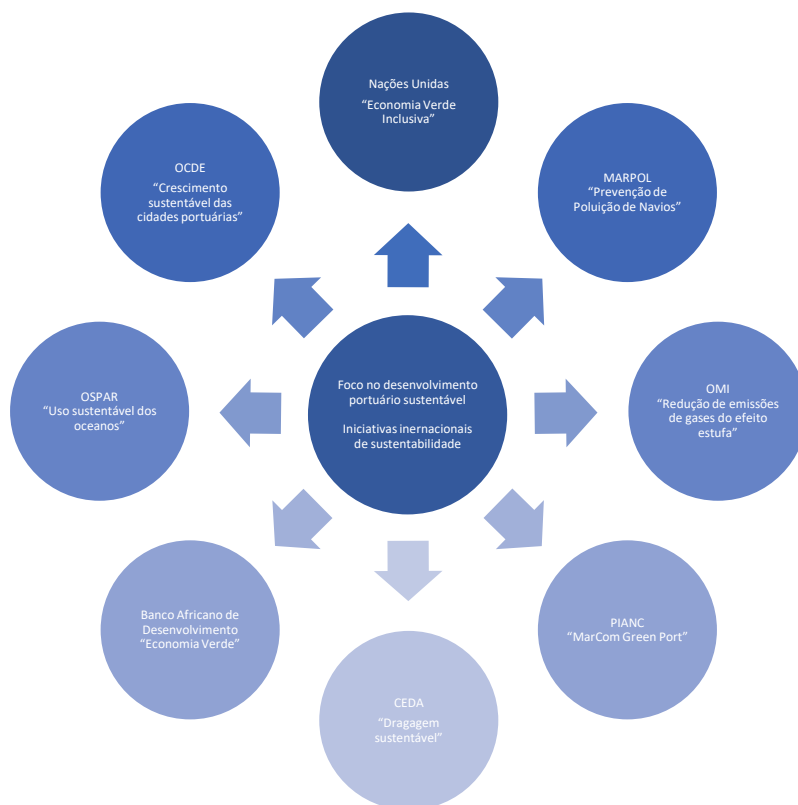 Nações Unidas
“Economia Verde
Inclusiva”
OCDE
“Crescimento
sustentável das
cidades portuárias”
MARPOL
“Prevenção de
Poluição de Navios”
OSPAR
“Uso sustentável dos
oceanos”
Foco no desenvolvimento
portuário sustentável
Iniciativas inernacionais
de sustentabilidade
OMI
“Redução de emissões
de gases do efeito
estufa”
Banco Africano de
Desenvolvimento
“Economia Verde”
PIANC
“MarCom Green Port”
CEDA
“Dragagem
sustentável”